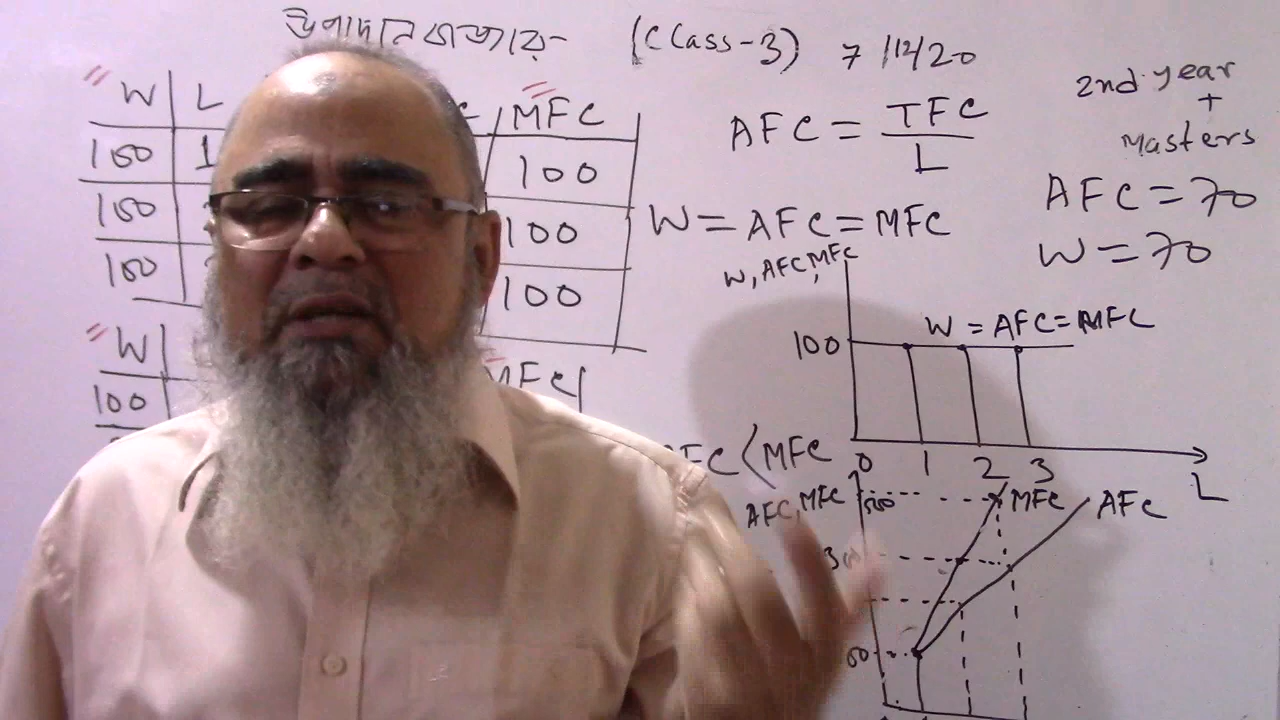 উপাদান বাজার- (Class-3) 7/12/20
2nd year
+
Masters
" W L MFC
100 1 100
100 100
100 100
AFC = TFC / L
W = AFC = MFC
AFC = 70
W = 70
W, AFC, MFC
100 W = AFC = MFC
0 1 2 3 L
" W MFC
100
AFC < MFC
AFC, MFC
MFC AFC